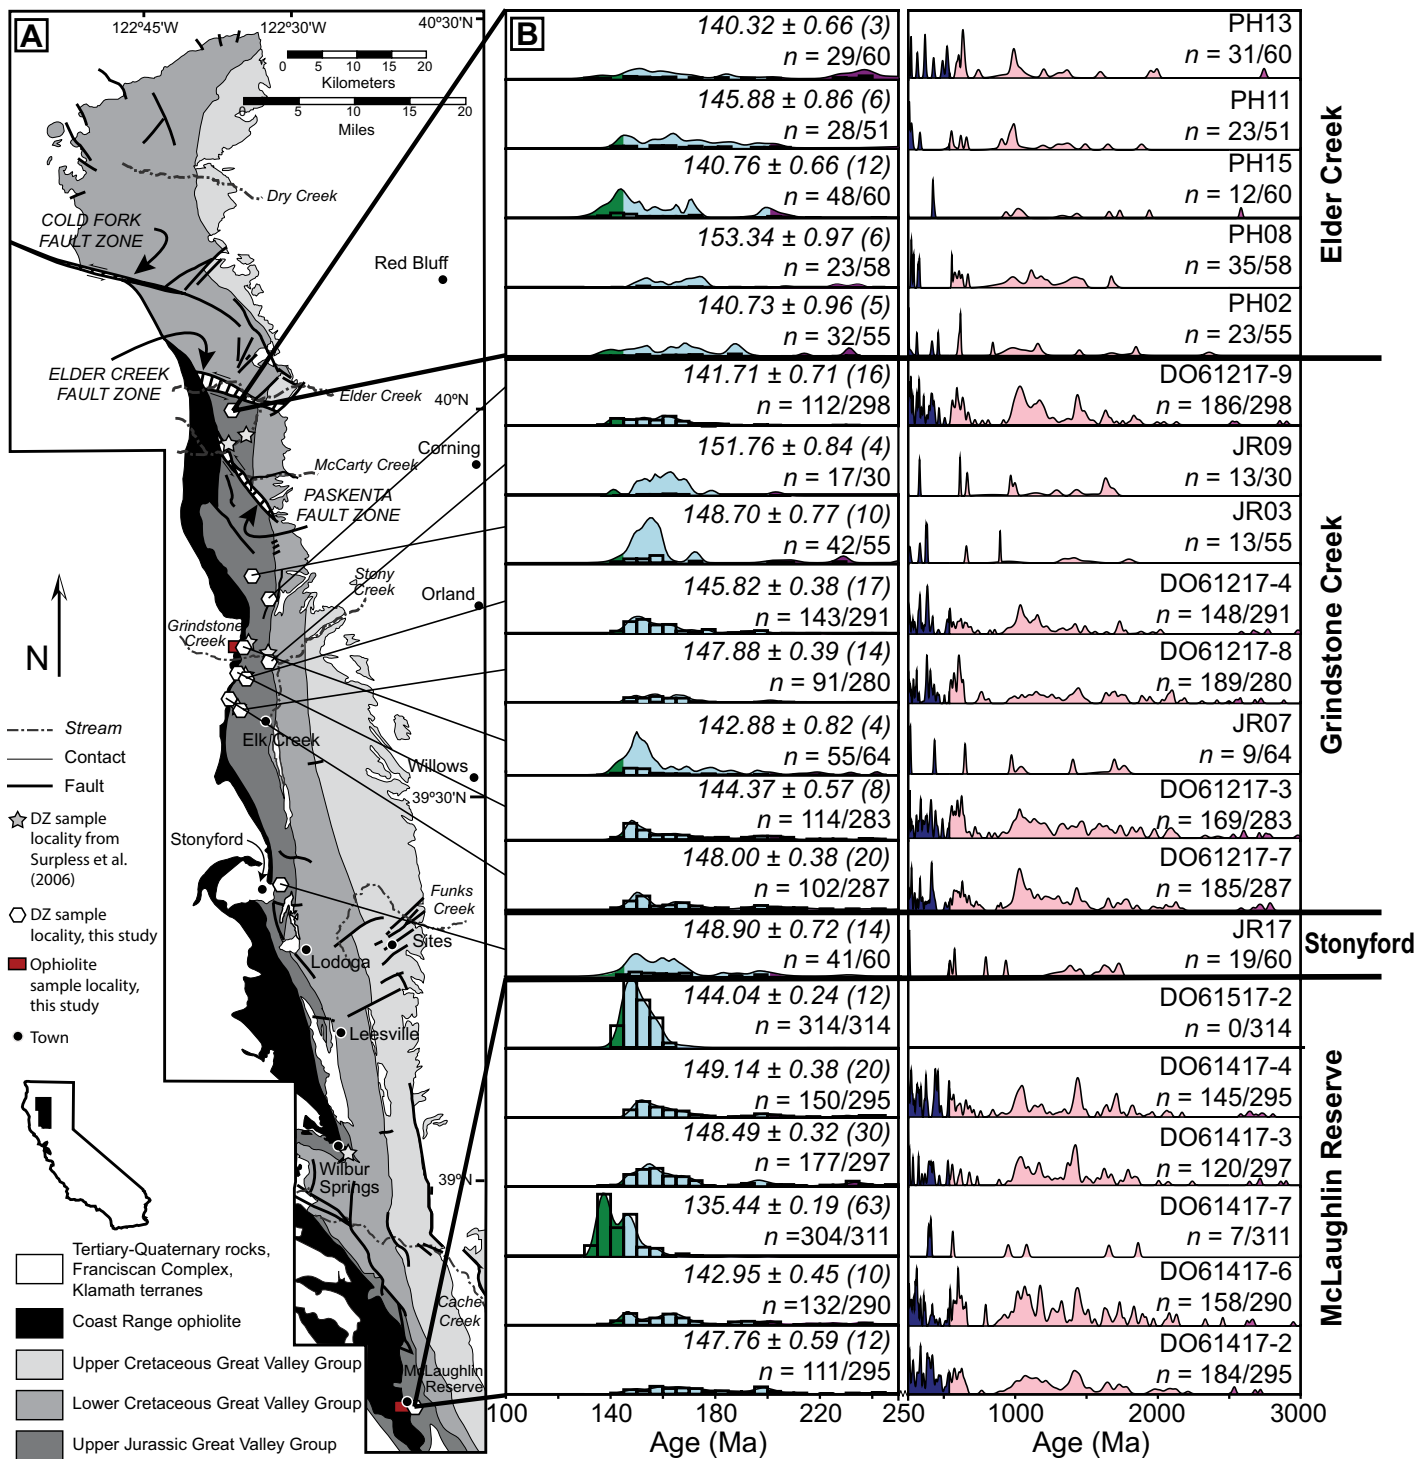 A
122º45'W
122º30'W
40º30'N
0 5 10 15 20
Kilometers
0 5 10 15 20
Miles
Dry Creek
COLD FORK
FAULT ZONE
Red Bluff
ELDER CREEK
FAULT ZONE
Elder Creek
40ºN
Corning
McCarty Creek
PASKENTA
FAULT ZONE
Stony
Creek
Orland
Grindstone
Creek
N
Elk Creek
Willows
39º30'N
Stonyford
Funks
Creek
Sites
Lodoga
Leesville
Wilbur
Springs
39ºN
Cache
Creek
McLaughlin
Reserve
Stream
Contact
Fault
DZ sample
locality from
Surpless et al.
(2006)
DZ sample
locality, this study
Ophiolite
sample locality,
this study
Town
Tertiary-Quaternary rocks,
Franciscan Complex,
Klamath terranes
Coast Range ophiolite
Upper Cretaceous Great Valley Group
Lower Cretaceous Great Valley Group
Upper Jurassic Great Valley Group
B
140.32 ± 0.66 (3)
n = 29/60
PH13
n = 31/60
145.88 ± 0.86 (6)
n = 28/51
PH11
n = 23/51
140.76 ± 0.66 (12)
n = 48/60
PH15
n = 12/60
153.34 ± 0.97 (6)
n = 23/58
PH08
n = 35/58
140.73 ± 0.96 (5)
n = 32/55
PH02
n = 23/55
Elder Creek
141.71 ± 0.71 (16)
n = 112/298
DO61217-9
n = 186/298
151.76 ± 0.84 (4)
n = 17/30
JR09
n = 13/30
148.70 ± 0.77 (10)
n = 42/55
JR03
n = 13/55
145.82 ± 0.38 (17)
n = 143/291
DO61217-4
n = 148/291
147.88 ± 0.39 (14)
n = 91/280
DO61217-8
n = 189/280
142.88 ± 0.82 (4)
n = 55/64
JR07
n = 9/64
144.37 ± 0.57 (8)
n = 114/283
DO61217-3
n = 169/283
148.00 ± 0.38 (20)
n = 102/287
DO61217-7
n = 185/287
Grindstone Creek
148.90 ± 0.72 (14)
n = 41/60
JR17
n = 19/60
Stonyford
144.04 ± 0.24 (12)
n = 314/314
DO61517-2
n = 0/314
149.14 ± 0.38 (20)
n = 150/295
DO61417-4
n = 145/295
148.49 ± 0.32 (30)
n = 177/297
DO61417-3
n = 120/297
135.44 ± 0.19 (63)
n =304/311
DO61417-7
n = 7/311
142.95 ± 0.45 (10)
n =132/290
DO61417-6
n = 158/290
147.76 ± 0.59 (12)
n = 111/295
DO61417-2
n = 184/295
McLaughlin Reserve
100 140 180 220 250 1000 2000 3000
Age (Ma)
Age (Ma)